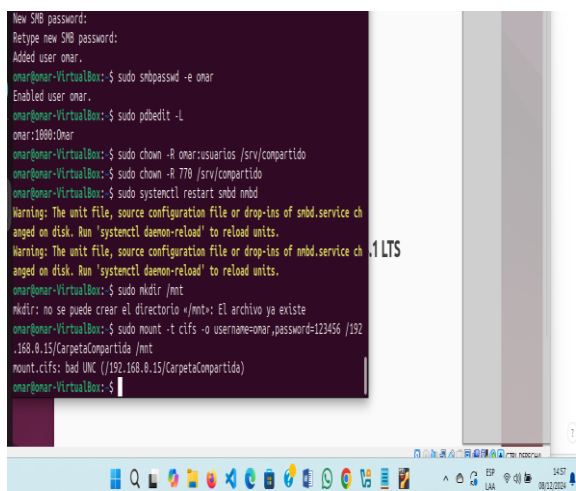 New SMB password:
Retype new SMB password:
Added user omar.
omar@omar-VirtualBox:~$ sudo smbpasswd -e omar
Enabled user omar.
omar@omar-VirtualBox:~$ sudo pdbedit -L
omar:1000:Omar
omar@omar-VirtualBox:~$ sudo chown -R omar:usuarios /srv/compartido
omar@omar-VirtualBox:~$ sudo chown -R 770 /srv/compartido
omar@omar-VirtualBox:~$ sudo systemctl restart smbd nmbd
Warning: The unit file, source configuration file or drop-ins of smbd.service ch
anged on disk. Run 'systemctl daemon-reload' to reload units.
Warning: The unit file, source configuration file or drop-ins of nmbd.service ch
anged on disk. Run 'systemctl daemon-reload' to reload units.
.1 LTS
omar@omar-VirtualBox:~$ sudo mkdir /mnt
mkdir: no se puede crear el directorio «/mnt»: El archivo ya existe
omar@omar-VirtualBox:~$ sudo mount -t cifs -o username=omar,password=123456 /192
.168.0.15/CarpetaCompartida /mnt
mount.cifs: bad UNC (/192.168.0.15/CarpetaCompartida)
omar@omar-VirtualBox:~$
?
CTRL DERECHA
ESP
LAA
14:57
08/12/2024